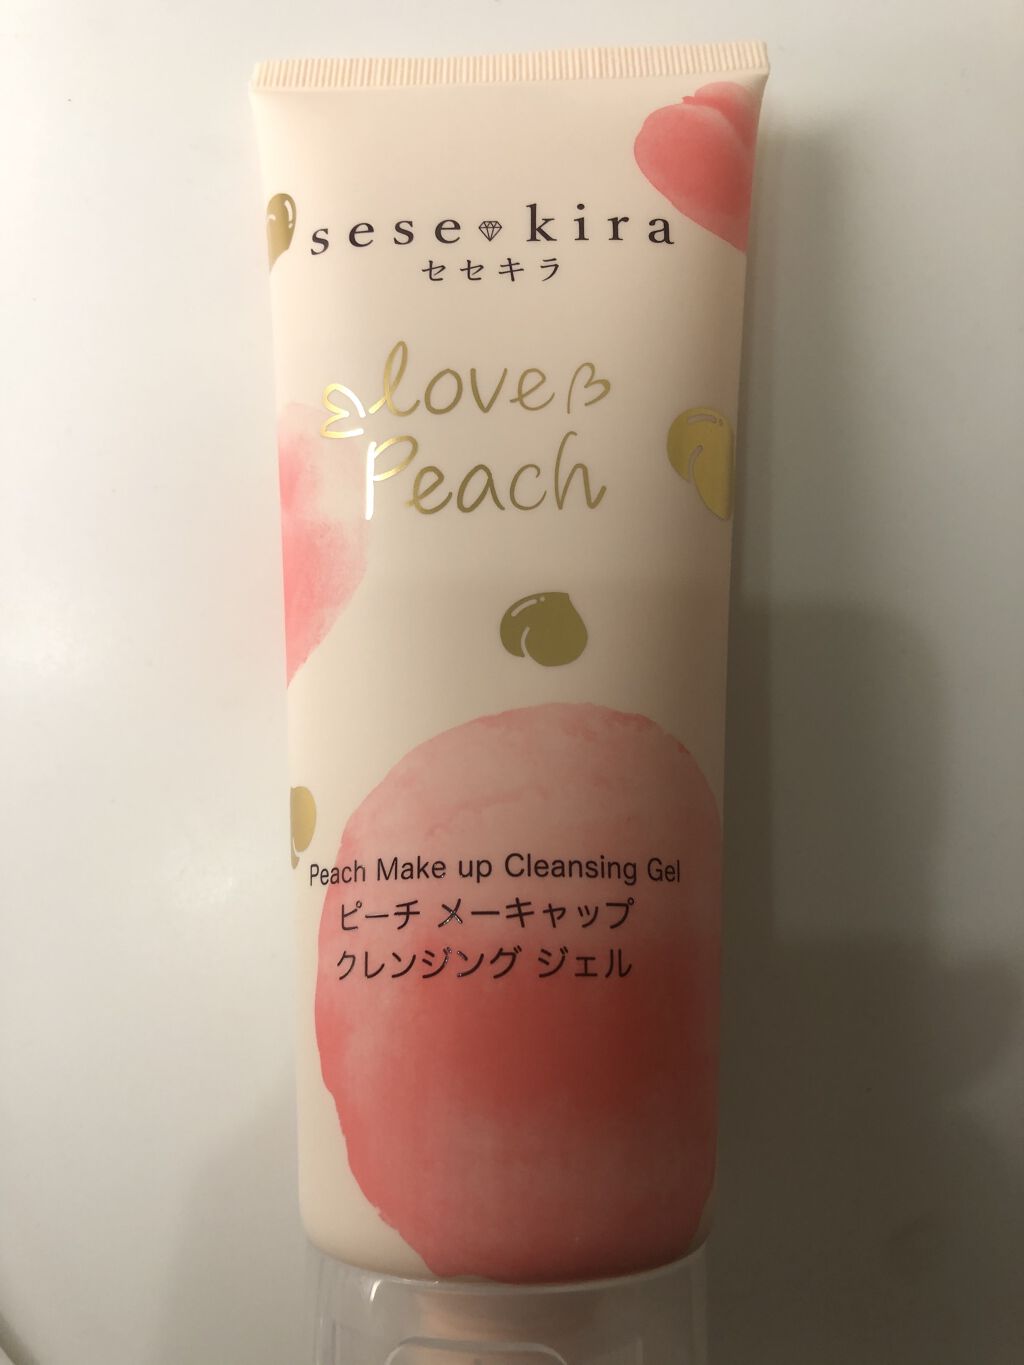 sese kira
セセキラ
love
Peach
Peach Make up Cleansing Gel
ピーチ メーキャップ
クレンジング ジェル